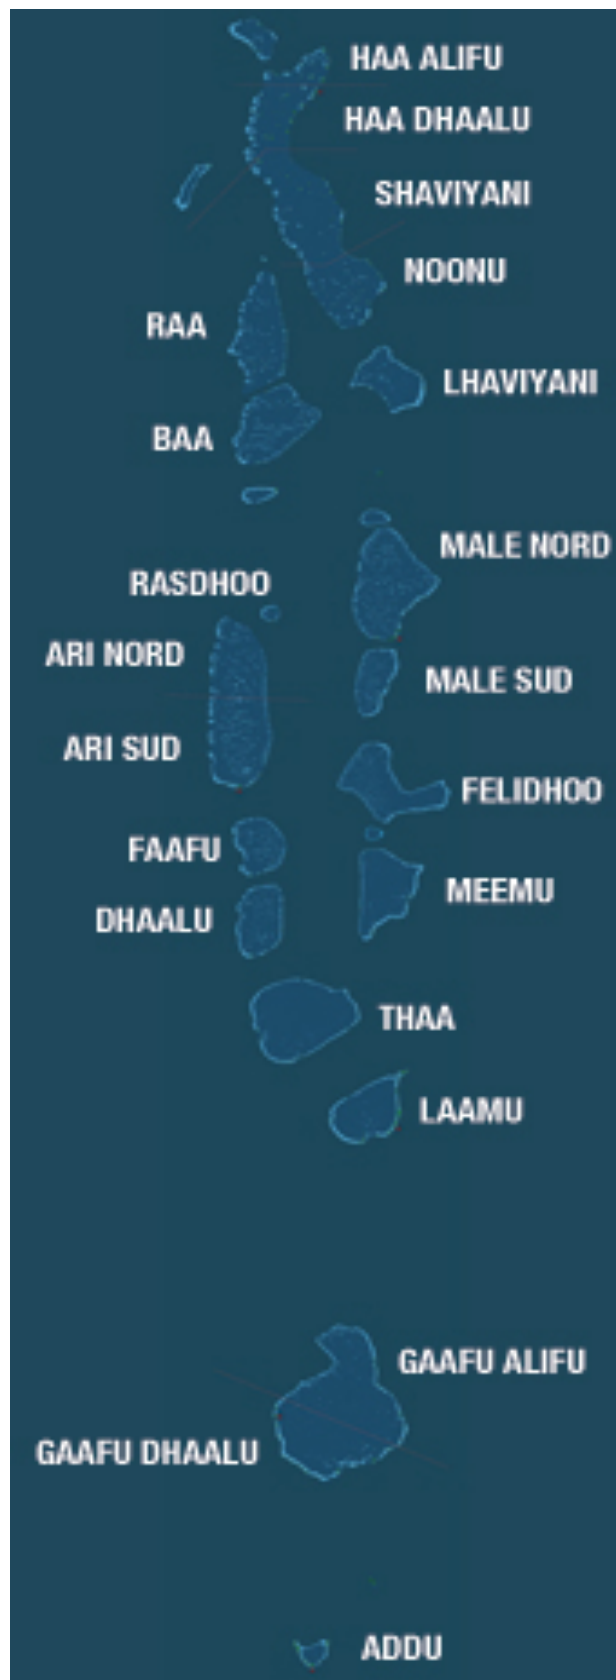 HAA ALIFU
HAA DHAALU
SHAVIYANI
NOONU
RAA
LHAVIYANI
BAA
MALE NORD
RASDHOO
ARI NORD
MALE SUD
ARI SUD
FELIDHOO
FAAFU
MEEMU
DHAALU
THAA
LAAMU
GAAFU ALIFU
GAAFU DHAALU
ADDU